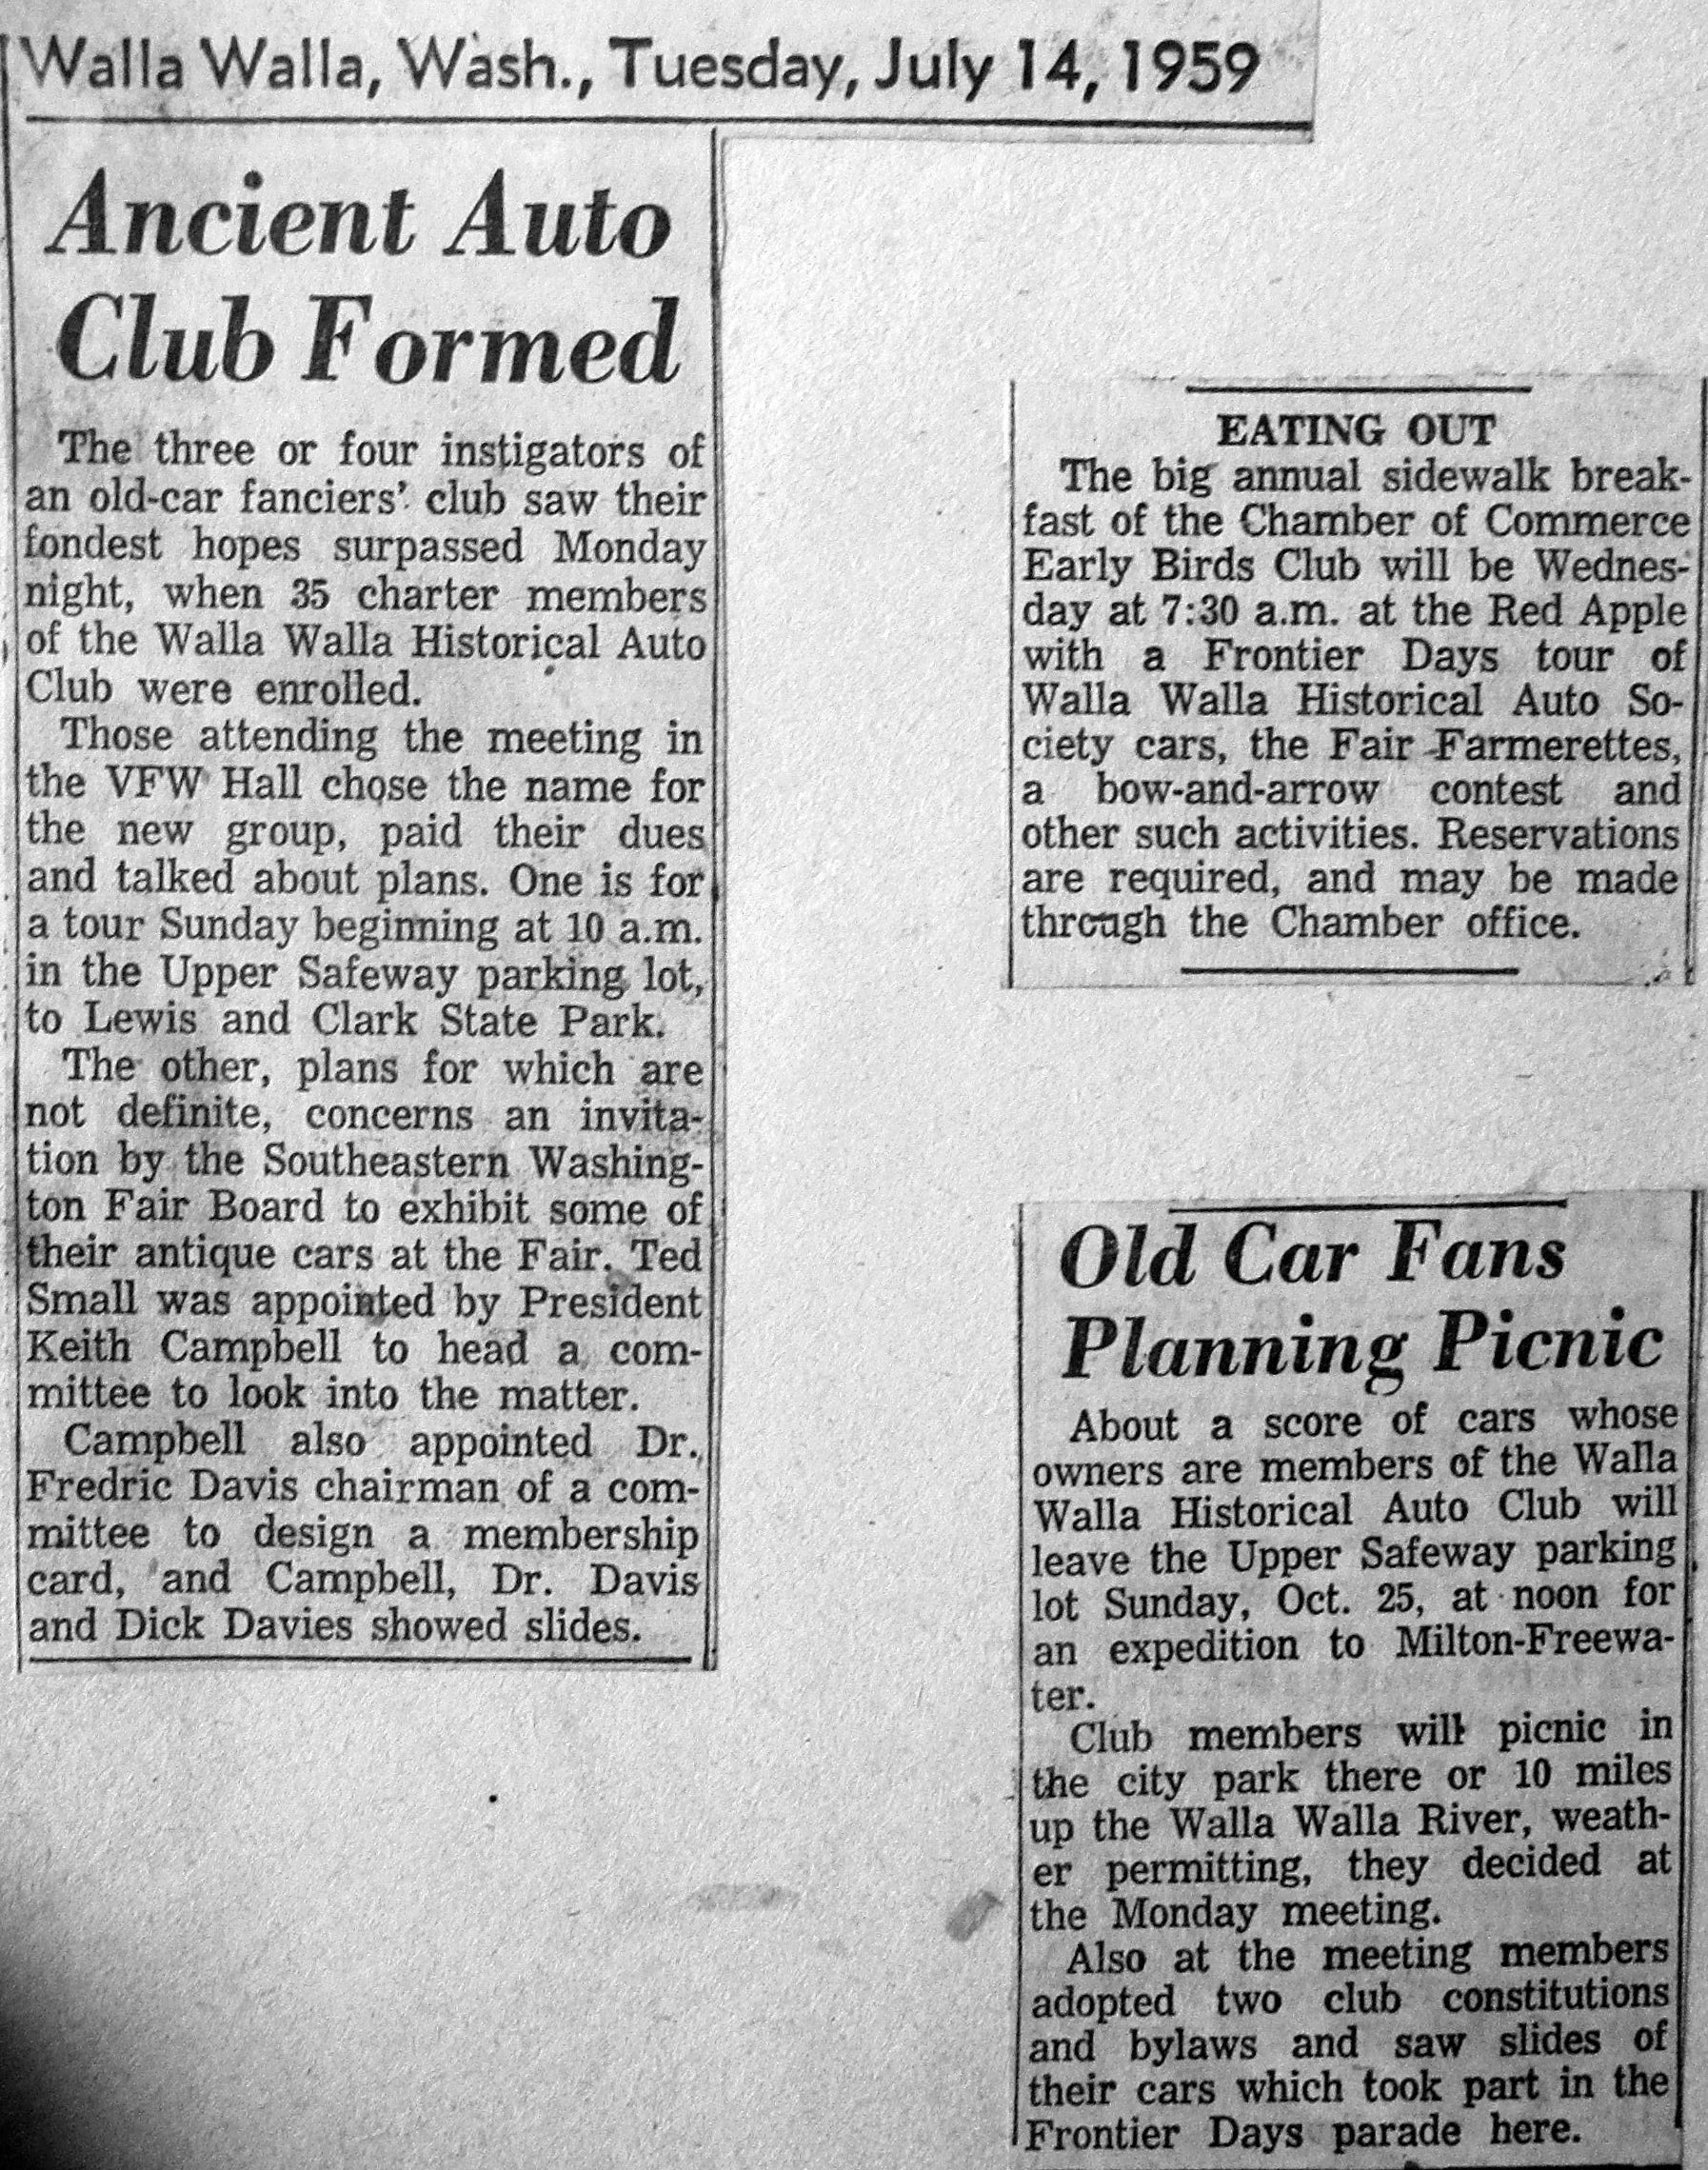 Walla Walla, Wash., Tuesday, July 14, 1959
Ancient Auto
Club Formed
The three or four instigators of
an old-car fanciers' club saw their
fondest hopes surpassed Monday
night, when 35 charter members
of the Walla Walla Historical Auto
Club were enrolled.
Those attending the meeting in
the VFW Hall chose the name for
the new group, paid their dues
and talked about plans. One is for
a tour Sunday beginning at 10 a.m.
in the Upper Safeway parking lot,
to Lewis and Clark State Park.
The other, plans for which are
not definite, concerns an invita-
tion by the Southeastern Washing-
ton Fair Board to exhibit some of
their antique cars at the Fair. Ted
Small was appointed by President
Keith Campbell to head a com-
mittee to look into the matter.
Campbell also appointed Dr.
Fredric Davis chairman of a com-
mittee to design a membership
card, and Campbell, Dr. Davis
and Dick Davies showed slides.
EATING OUT
The big annual sidewalk break-
fast of the Chamber of Commerce
Early Birds Club will be Wednes-
day at 7:30 a.m. at the Red Apple
with a Frontier Days tour of
Walla Walla Historical Auto So-
ciety cars, the Fair Farmerettes,
a bow-and-arrow contest and
other such activities. Reservations
are required, and may be made
through the Chamber office.
Old Car Fans
Planning Picnic
About a score of cars whose
owners are members of the Walla
Walla Historical Auto Club will
leave the Upper Safeway parking
lot Sunday, Oct. 25, at noon for
an expedition to Milton-Freewa-
ter.
Club members will picnic in
the city park there or 10 miles
up the Walla Walla River, weath-
er permitting, they decided at
the Monday meeting.
Also at the meeting members
adopted two club constitutions
and bylaws and saw slides of
their cars which took part in the
Frontier Days parade here.